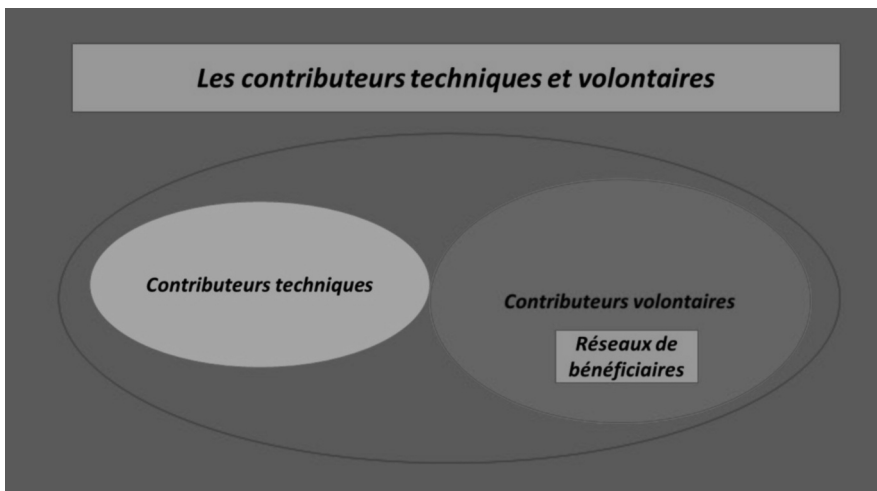 Les contributeurs techniques et volontaires
Contributeurs techniques
Contributeurs volontaires
Réseaux de
bénéficiaires